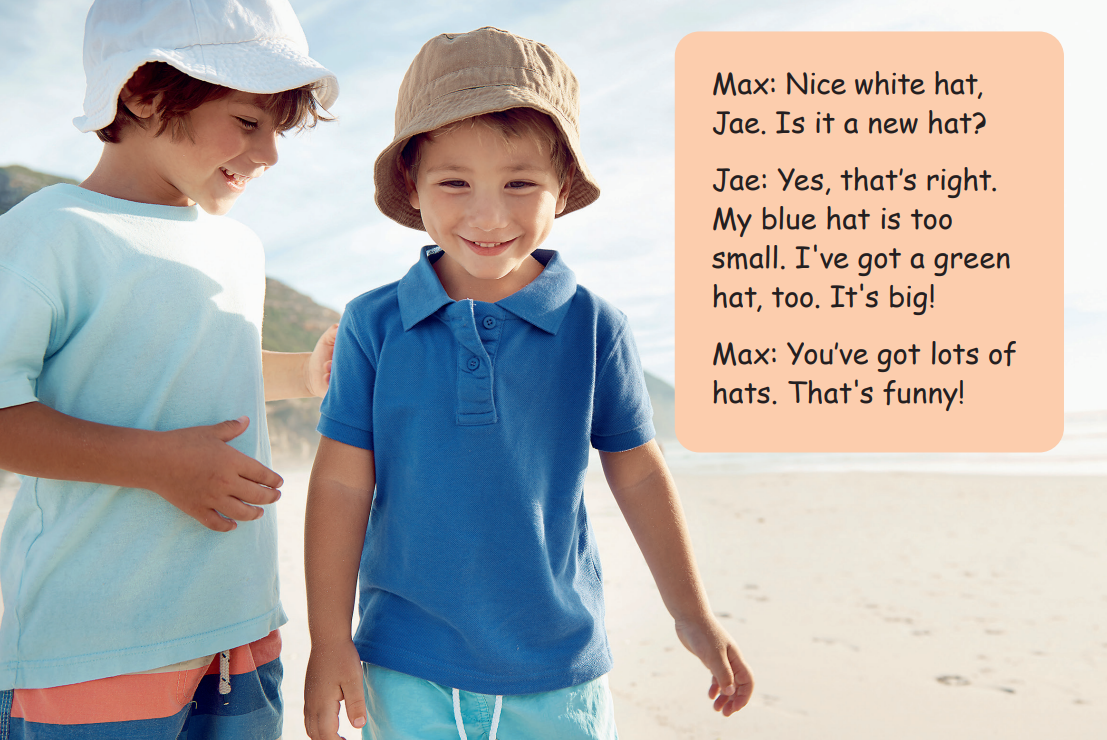 Max: Nice white hat,
Jae. Is it a new hat?
Jae: Yes, that’s right.
My blue hat is too
small. I've got a green
hat, too. It's big!
Max: You’ve got lots of
hats. That's funny!